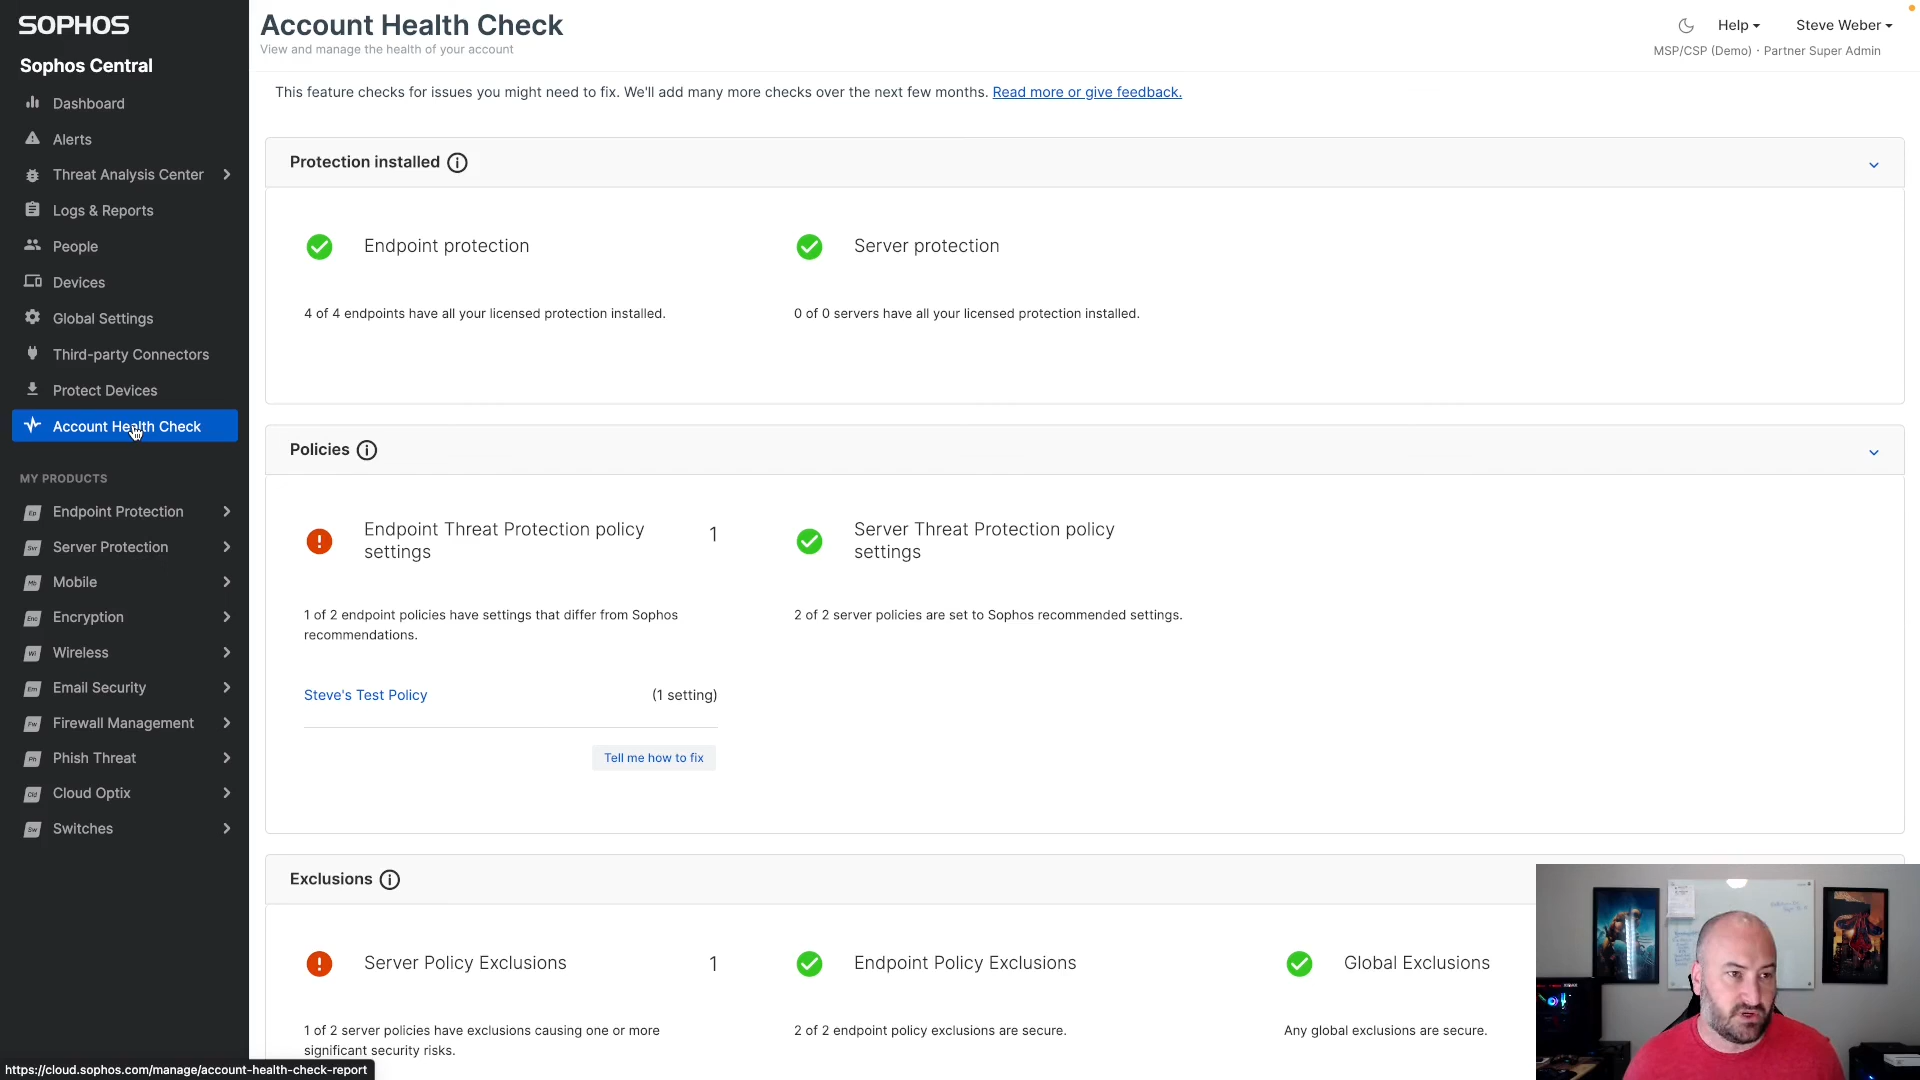 SOPHOS
Sophos Central
Dashboard
Alerts
Threat Analysis Center
Logs & Reports
People
Devices
Global Settings
Third-party Connectors
Protect Devices
Account Health Check
MY PRODUCTS
Endpoint Protection
Server Protection
Mobile
Encryption
Wireless
Email Security
Firewall Management
Phish Threat
Cloud Optix
Switches
https://cloud.sophos.com/manage/account-health-check-report
Account Health Check
View and manage the health of your account
Help
Steve Weber
MSP/CSP (Demo) · Partner Super Admin
This feature checks for issues you might need to fix. We'll add many more checks over the next few months. Read more or give feedback.
Protection installed
Endpoint protection
4 of 4 endpoints have all your licensed protection installed.
Server protection
0 of 0 servers have all your licensed protection installed.
Policies
Endpoint Threat Protection policy
settings
1
1 of 2 endpoint policies have settings that differ from Sophos
recommendations.
Steve's Test Policy (1 setting)
Tell me how to fix
Server Threat Protection policy
settings
2 of 2 server policies are set to Sophos recommended settings.
Exclusions
Server Policy Exclusions 1
1 of 2 server policies have exclusions causing one or more
significant security risks.
Endpoint Policy Exclusions
2 of 2 endpoint policy exclusions are secure.
Global Exclusions
Any global exclusions are secure.